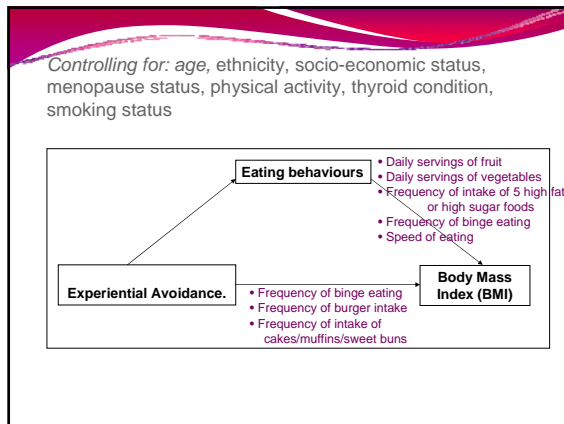 Controlling for: age, ethnicity, socio-economic status,
menopause status, physical activity, thyroid condition,
smoking status
Eating behaviours
• Daily servings of fruit
• Daily servings of vegetables
• Frequency of intake of 5 high fat
or high sugar foods
• Frequency of binge eating
• Speed of eating
Experiential Avoidance.
• Frequency of binge eating
• Frequency of burger intake
• Frequency of intake of
cakes/muffins/sweet buns
Body Mass
Index (BMI)